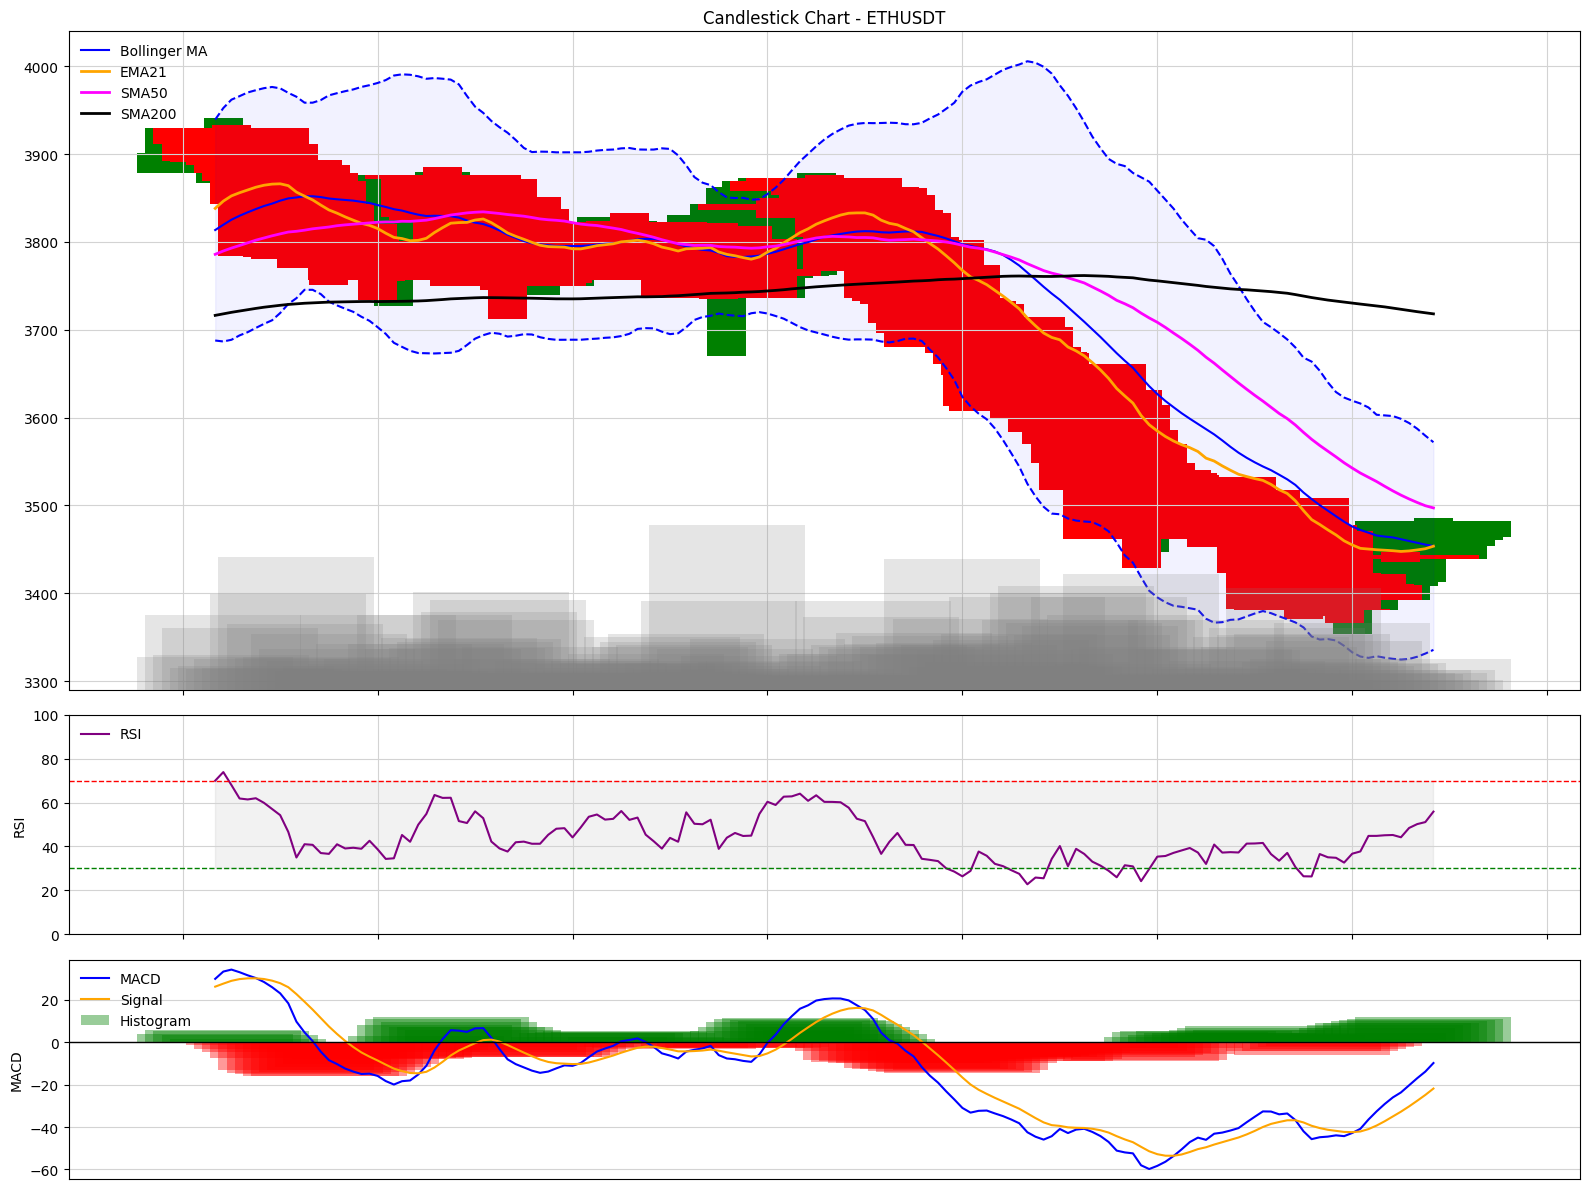 Candlestick Chart - ETHUSDT
Bollinger MA
EMA21
SMA50
SMA200
4000
3900
3800
3700
3600
3500
3400
3300
RSI
RSI
100
80
60
40
20
0
MACD
Signal
Histogram
MACD
20
0
−20
−40
−60